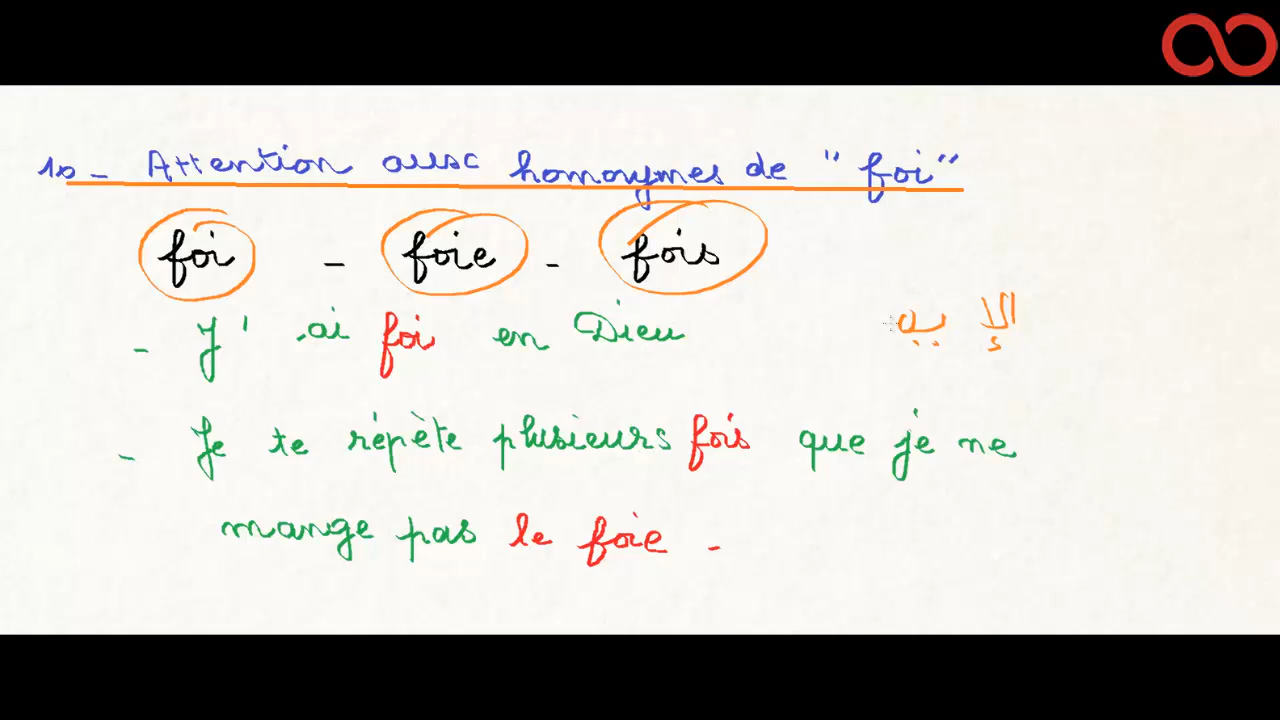 10- Attention aux homonymes de "foi"
foi - foie - fois
- J'ai foi en Dieu
- Je te répète plusieurs fois que je ne
mange pas le foie.